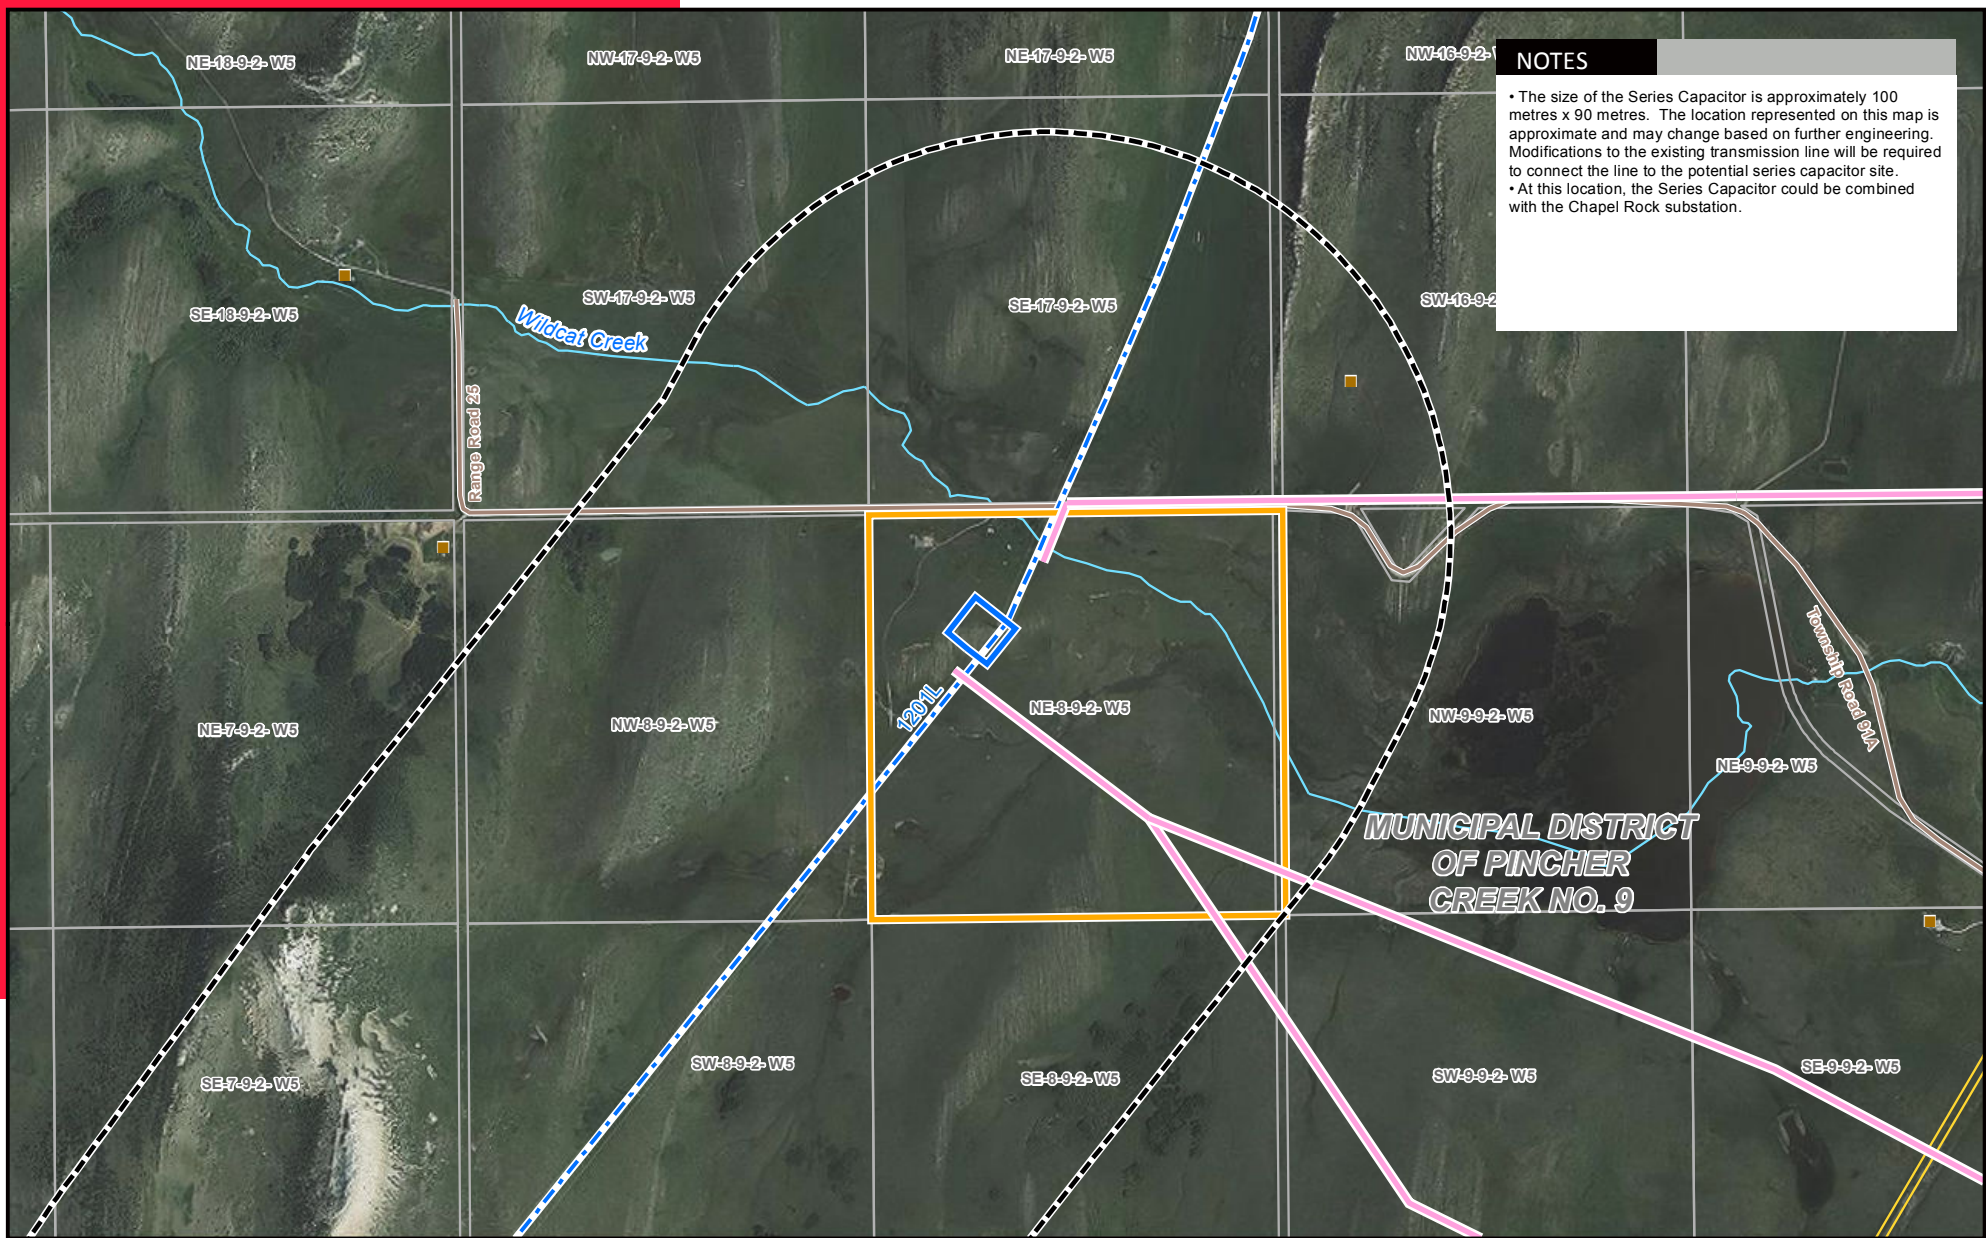 NE-18-9-2- W5
NW-17-9-2- W5
NE-17-9-2- W5
NW-16-9-2-
NOTES
• The size of the Series Capacitor is approximately 100
metres x 90 metres. The location represented on this map is
approximate and may change based on further engineering.
Modifications to the existing transmission line will be required
to connect the line to the potential series capacitor site.
• At this location, the Series Capacitor could be combined
with the Chapel Rock substation.
SE-18-9-2- W5
SW-17-9-2- W5
SE-17-9-2- W5
SW-16-9-2
Wildcat Creek
Range Road 25
Township Road 91A
1201L
NE-7-9-2- W5
NW-8-9-2- W5
NE-8-9-2- W5
NW-9-9-2- W5
NE-9-9-2- W5
MUNICIPAL DISTRICT
OF PINCHER
CREEK NO. 9
SE-7-9-2- W5
SW-8-9-2- W5
SE-8-9-2- W5
SW-9-9-2- W5
SE-9-9-2- W5